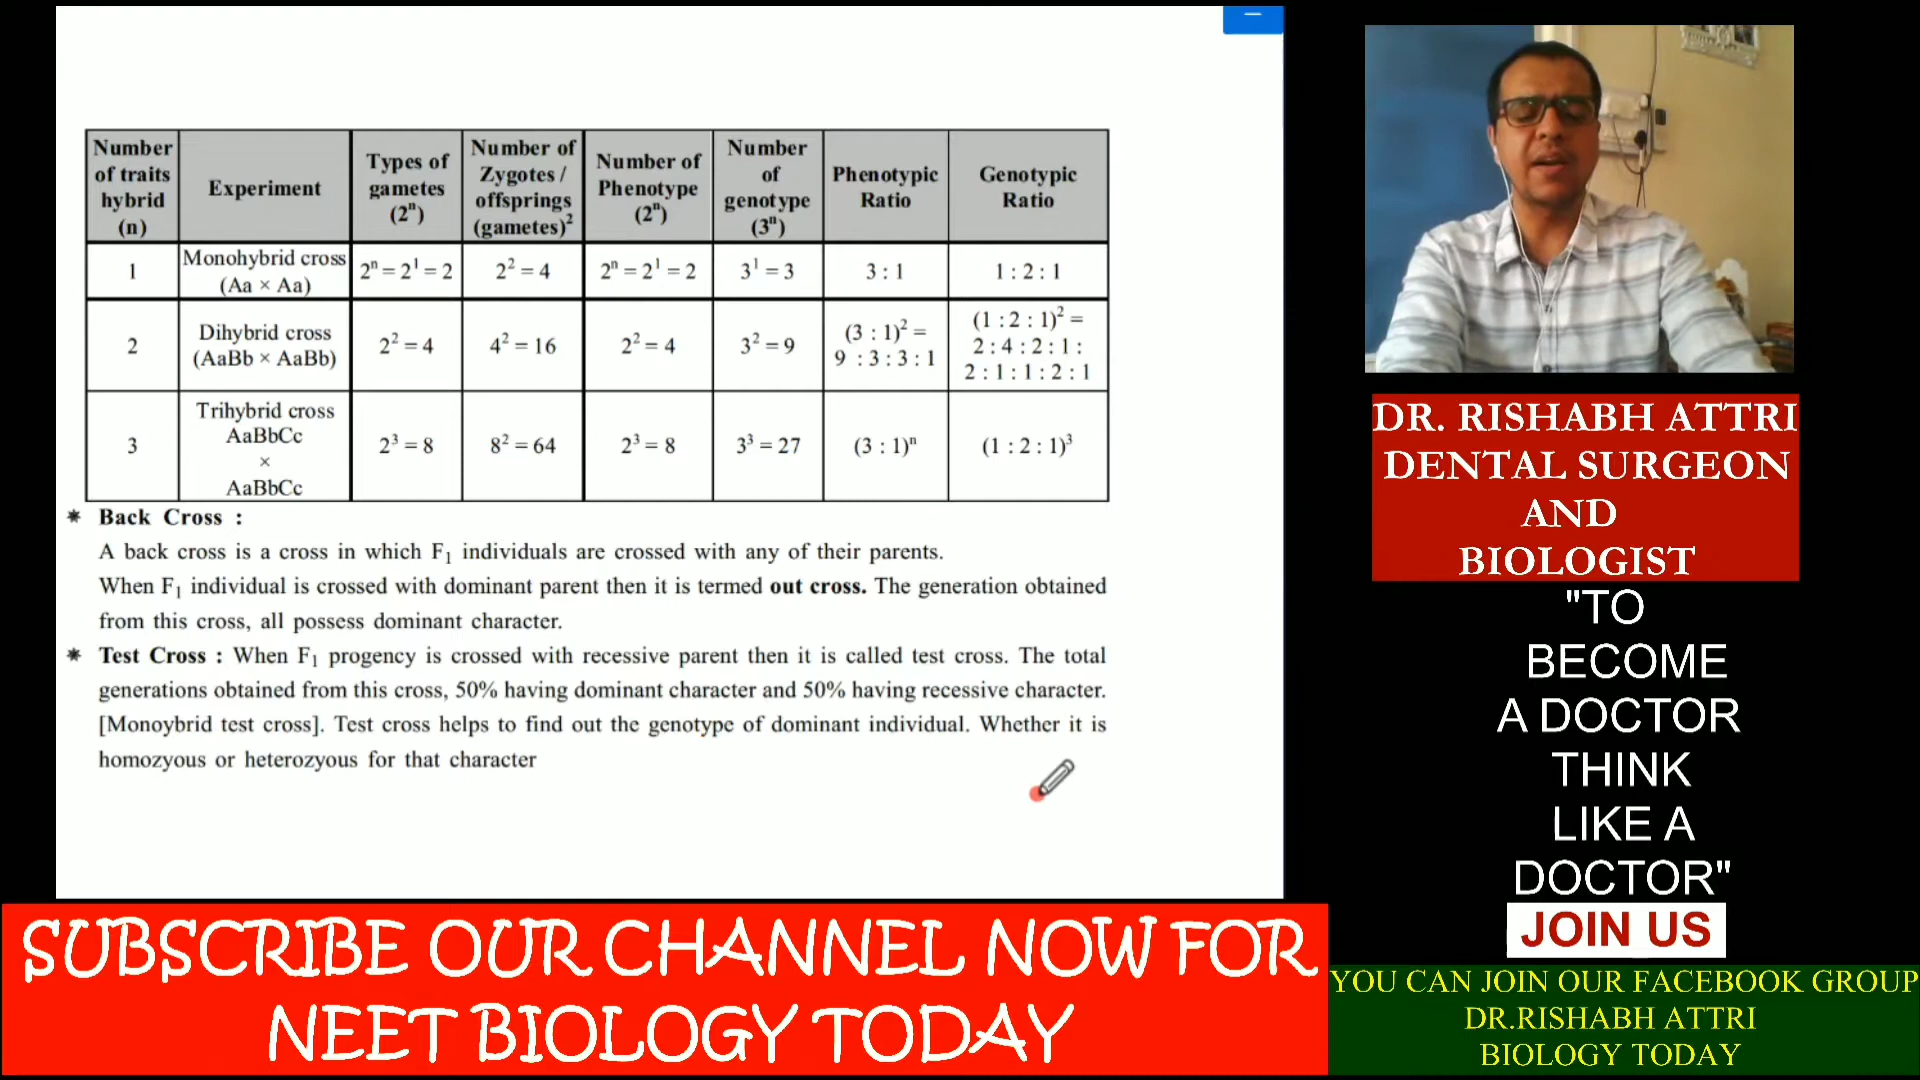 Number of traits hybrid (n) | Experiment | Types of gametes (2ⁿ) | Number of Zygotes / offsprings (gametes)² | Number of Phenotype (2ⁿ) | Number of genotype (3ⁿ) | Phenotypic Ratio | Genotypic Ratio
1 | Monohybrid cross (Aa × Aa) | 2ⁿ = 2¹ = 2 | 2² = 4 | 2ⁿ = 2¹ = 2 | 3¹ = 3 | 3 : 1 | 1 : 2 : 1
2 | Dihybrid cross (AaBb × AaBb) | 2² = 4 | 4² = 16 | 2² = 4 | 3² = 9 | (3 : 1)² = 9 : 3 : 3 : 1 | (1 : 2 : 1)² = 2 : 4 : 2 : 1 : 2 : 1 : 1 : 2 : 1
3 | Trihybrid cross AaBbCc × AaBbCc | 2³ = 8 | 8² = 64 | 2³ = 8 | 3³ = 27 | (3 : 1)ⁿ | (1 : 2 : 1)³
* Back Cross :
A back cross is a cross in which F₁ individuals are crossed with any of their parents.
When F₁ individual is crossed with dominant parent then it is termed out cross. The generation obtained
from this cross, all possess dominant character.
* Test Cross : When F₁ progency is crossed with recessive parent then it is called test cross. The total
generations obtained from this cross, 50% having dominant character and 50% having recessive character.
[Monoybrid test cross]. Test cross helps to find out the genotype of dominant individual. Whether it is
homozyous or heterozyous for that character
DR. RISHABH ATTRI
DENTAL SURGEON
AND
BIOLOGIST
"TO
BECOME
A DOCTOR
THINK
LIKE A
DOCTOR"
JOIN US
SUBSCRIBE OUR CHANNEL NOW FOR
NEET BIOLOGY TODAY
YOU CAN JOIN OUR FACEBOOK GROUP
DR.RISHABH ATTRI
BIOLOGY TODAY